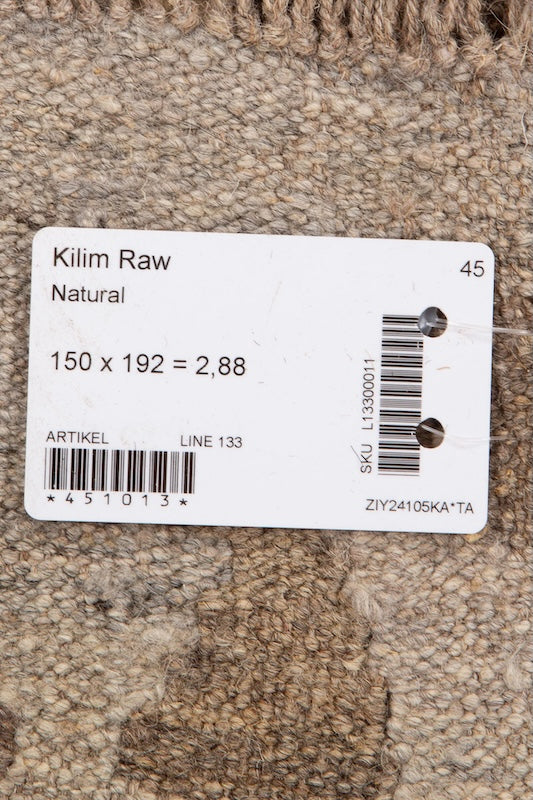 Kilim Raw
45
Natural
150 x 192 = 2,88
ARTIKEL LINE 133
*451013*
SKU L13300011
ZIY24105KA*TA